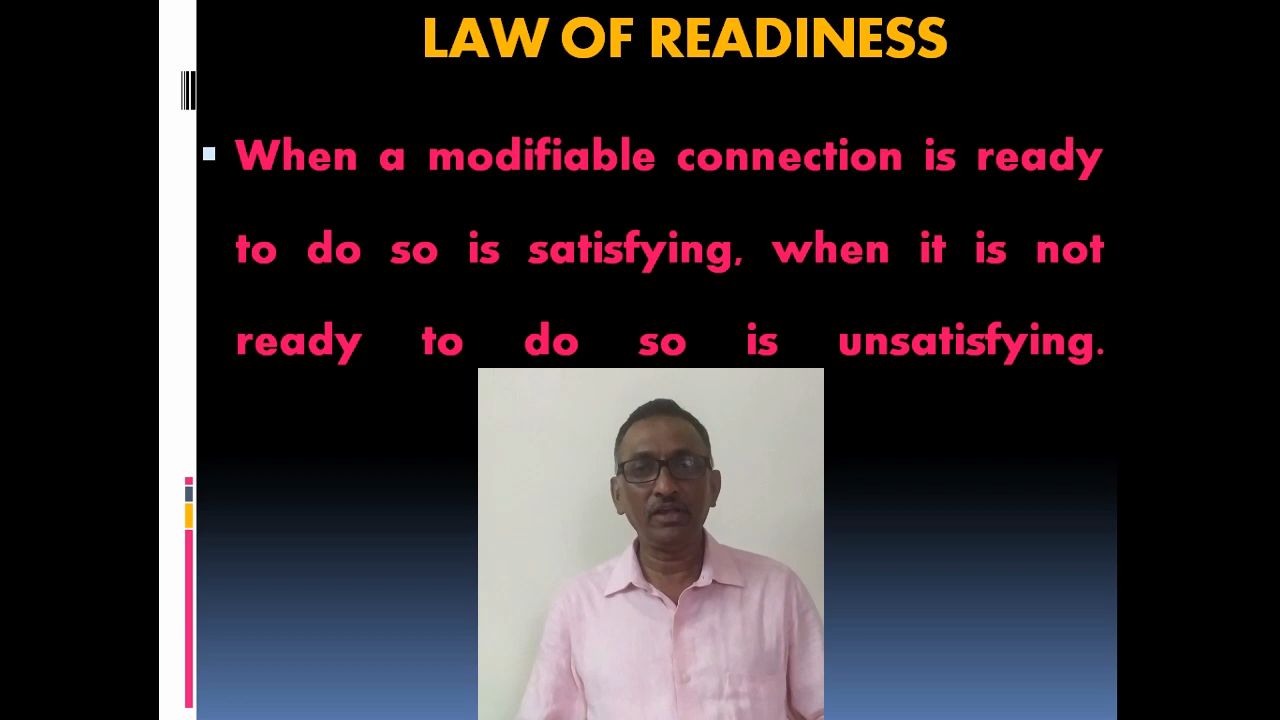 LAW OF READINESS
When a modifiable connection is ready
to do so is satisfying, when it is not
ready to do so is unsatisfying.